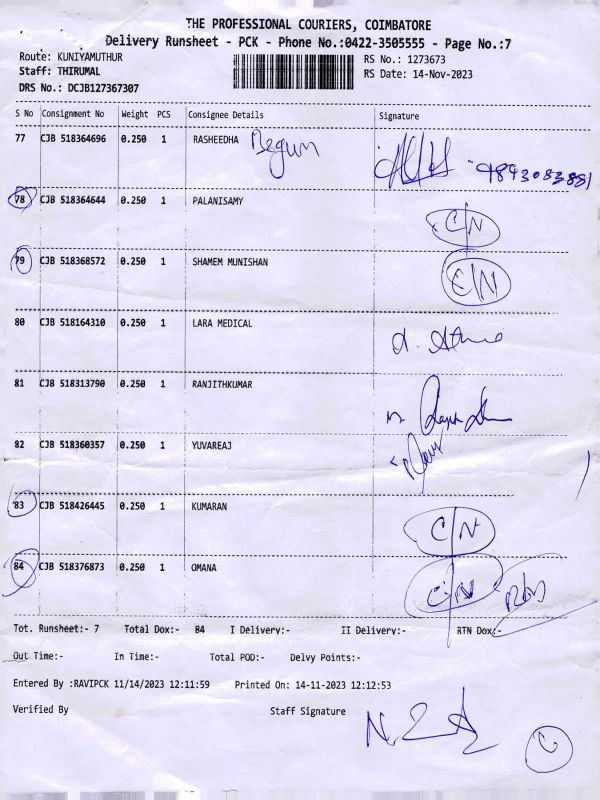 THE PROFESSIONAL COURIERS, COIMBATORE
Delivery Runsheet - PCK - Phone No.:0422-3505555 - Page No.:7
Route: KUNIYAMUTHUR RS No.: 1273673
Staff: THIRUMAL RS Date: 14-Nov-2023
DRS No.: DCJB127367307
S No Consignment No Weight PCS Consignee Details Signature
77 CJB 518364696 0.250 1 RASHEEDHA Begum 9893083881
78 CJB 518364644 0.250 1 PALANISAMY C/N
79 CJB 518368572 0.250 1 SHAMEM MUNISHAN C/N
80 CJB 518164310 0.250 1 LARA MEDICAL
81 CJB 518313790 0.250 1 RANJITHKUMAR
82 CJB 518360357 0.250 1 YUVAREAJ
83 CJB 518426445 0.250 1 KUMARAN C/N
84 CJB 518376873 0.250 1 OMANA C/N
Tot. Runsheet:- 7 Total Dox:- 84 I Delivery:- II Delivery:- RTN Dox:-
Out Time:- In Time:- Total POD:- Delvy Points:-
Entered By :RAVIPCK 11/14/2023 12:11:59 Printed On: 14-11-2023 12:12:53
Verified By Staff Signature